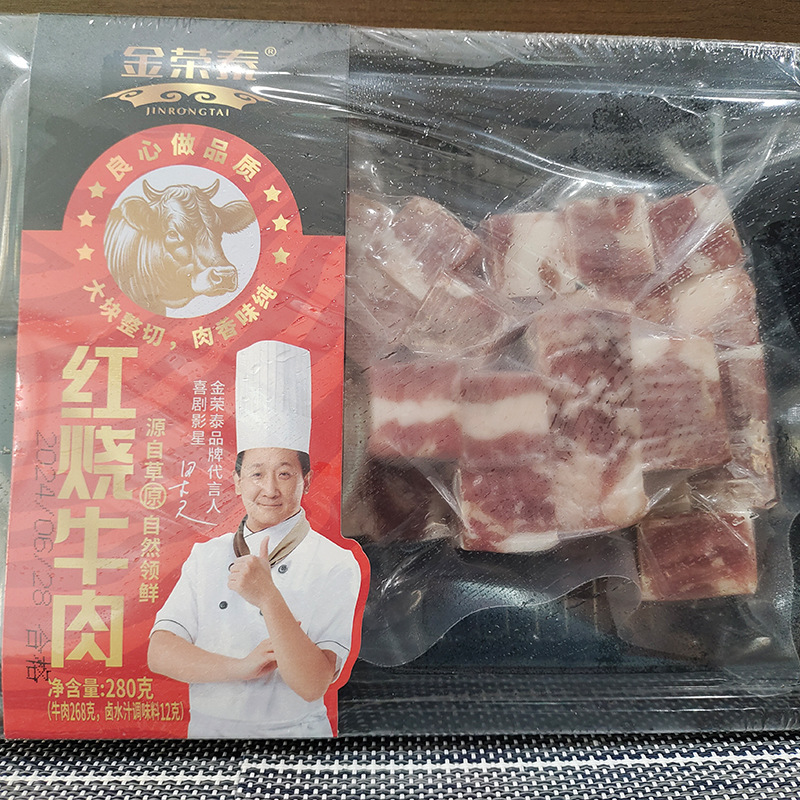 金荣泰®
JINRONGTAI
良心做品质
大块整切，肉香味纯
红烧牛肉
源自草原 自然领鲜
金荣泰品牌代言人
喜剧影星
2024/06/28 合格
净含量:280克
(牛肉268克，卤水汁调味料12克)